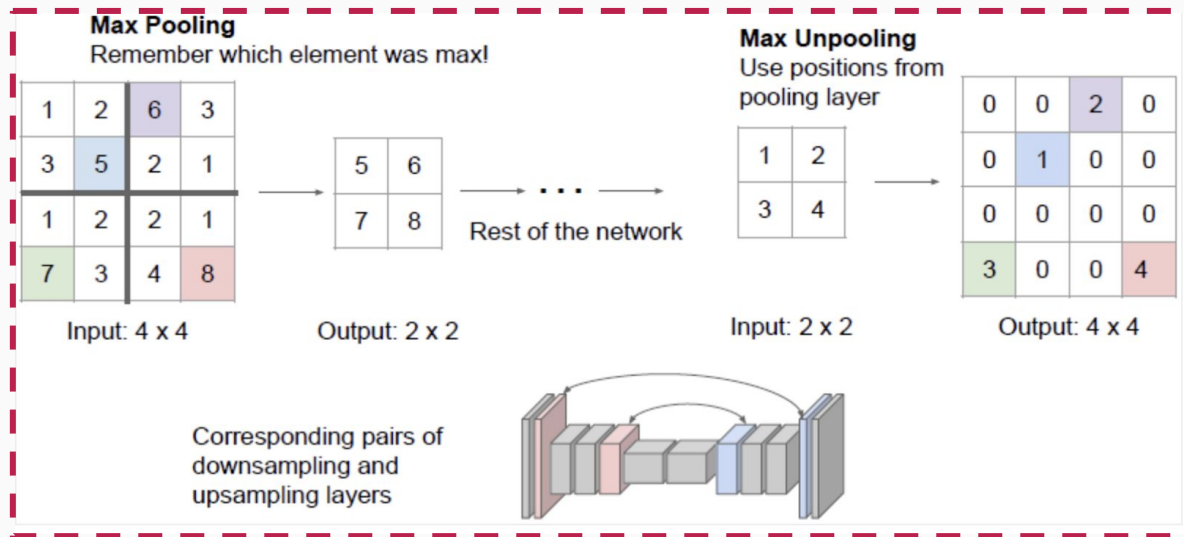 Max Pooling
Remember which element was max!
1 2 6 3
3 5 2 1
1 2 2 1
7 3 4 8
Input: 4 x 4
5 6
7 8
Output: 2 x 2
. . .
Rest of the network
Max Unpooling
Use positions from
pooling layer
1 2
3 4
Input: 2 x 2
0 0 2 0
0 1 0 0
0 0 0 0
3 0 0 4
Output: 4 x 4
Corresponding pairs of
downsampling and
upsampling layers